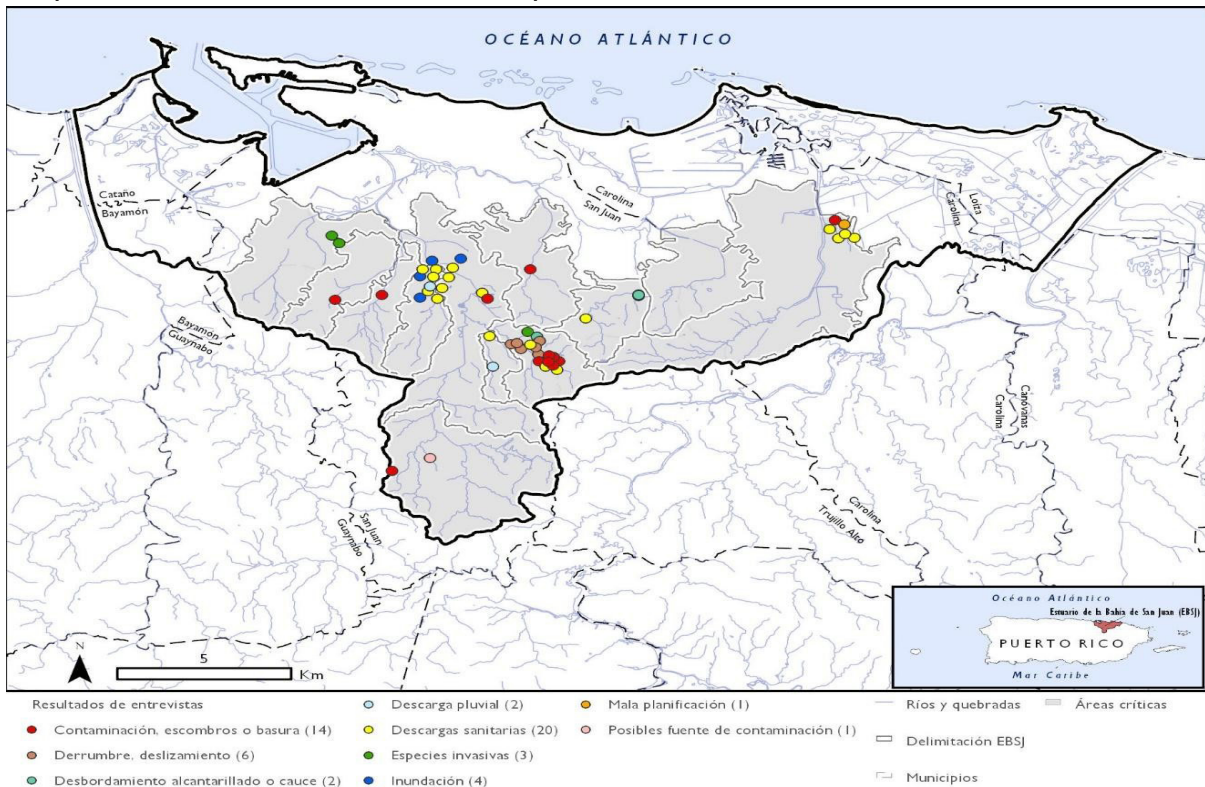 OCÉANO ATLÁNTICO
Cataño
Bayamón
Carolina
San Juan
Carolina
Loíza
Bayamón
Guaynabo
Canóvanas
Carolina
San Juan
Guaynabo
Carolina
Trujillo Alto
N
5
Km
Océano Atlántico
Estuario de la Bahía de San Juan (EBSJ)
PUERTO RICO
Mar Caribe
Resultados de entrevistas
Contaminación, escombros o basura (14)
Derrumbe, deslizamiento (6)
Desbordamiento alcantarillado o cauce (2)
Descarga pluvial (2)
Descargas sanitarias (20)
Especies invasivas (3)
Inundación (4)
Mala planificación (1)
Posibles fuente de contaminación (1)
Ríos y quebradas
Delimitación EBSJ
Municipios
Áreas críticas